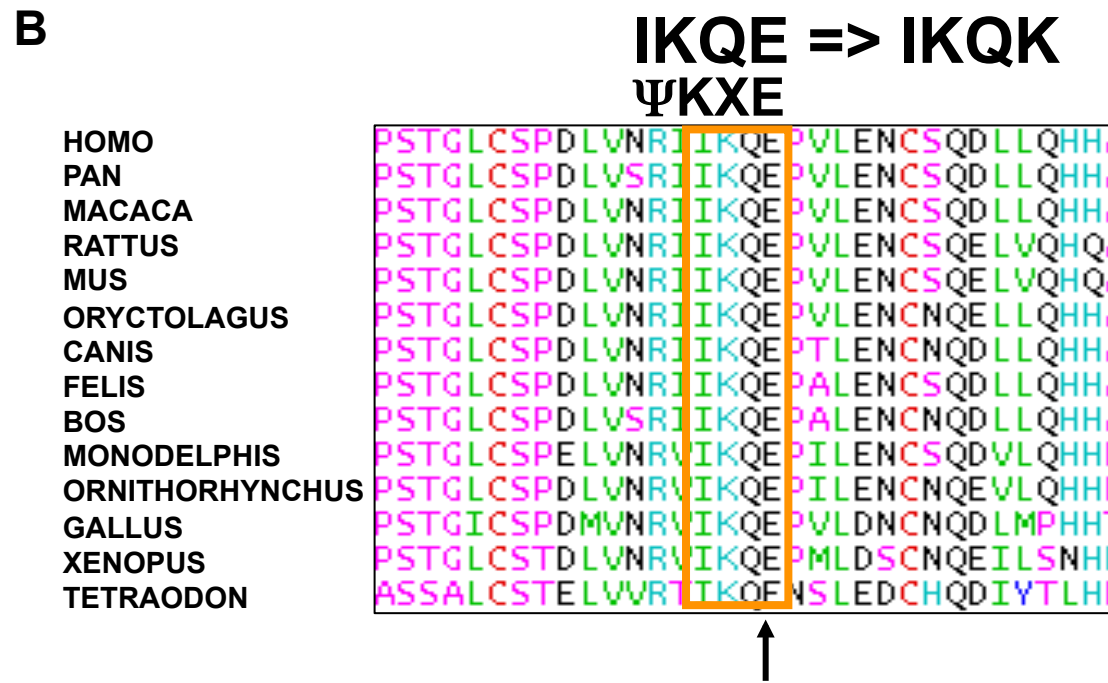 B
IKQE => IKQK
ΨKXE
HOMO PSTGLCSPDLVNRIIKQEPVLENCSQDLLQHH
PAN PSTGLCSPDLVSRIIKQEPVLENCSQDLLQHH
MACACA PSTGLCSPDLVNRIIKQEPVLENCSQDLLQHH
RATTUS PSTGLCSPDLVNRIIKQEPVLENCSQELVQHQ
MUS PSTGLCSPDLVNRIIKQEPVLENCSQELVQHQ
ORYCTOLAGUS PSTGLCSPDLVNRIIKQEPVLENCNQELLQHH
CANIS PSTGLCSPDLVNRIIKQEPTLENCNQDLLQHH
FELIS PSTGLCSPDLVNRIIKQEPALENCSQDLLQHH
BOS PSTGLCSPDLVSRIIKQEPALENCNQDLLQHH
MONODELPHIS PSTGLCSPELVNRVIKQEPILENCSQDVLQHH
ORNITHORHYNCHUS PSTGLCSPDLVNRVIKQEPILENCNQEVLQHH
GALLUS PSTGICSPDMVNRVIKQEPVLDNCNQDLMPHH
XENOPUS PSTGLCSTDLVNRVIKQEPMLDSCNQEILSNH
TETRAODON ASSALCSTELVVRTIKQENSLEDCHQDIYTLH